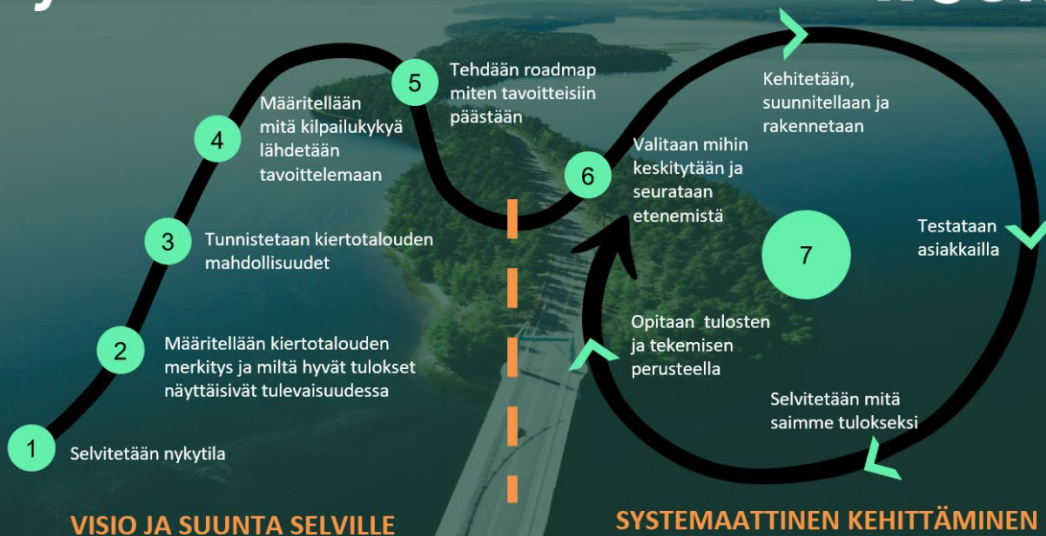 1
Selvitetään nykytila
2
Määritellään kiertotalouden
merkitys ja miltä hyvät tulokset
näyttäisivät tulevaisuudessa
3
Tunnistetaan kiertotalouden
mahdollisuudet
4
Määritellään
mitä kilpailukykyä
lähdetään
tavoittelemaan
5
Tehdään roadmap
miten tavoitteisiin
päästään
6
Valitaan mihin
keskitytään ja
seurataan
etenemistä
7
Kehitetään,
suunnitellaan ja
rakennetaan
Testataan
asiakkailla
Selvitetään mitä
saimme tulokseksi
Opitaan tulosten
ja tekemisen
perusteella
VISIO JA SUUNTA SELVILLE
SYSTEMAATTINEN KEHITTÄMINEN